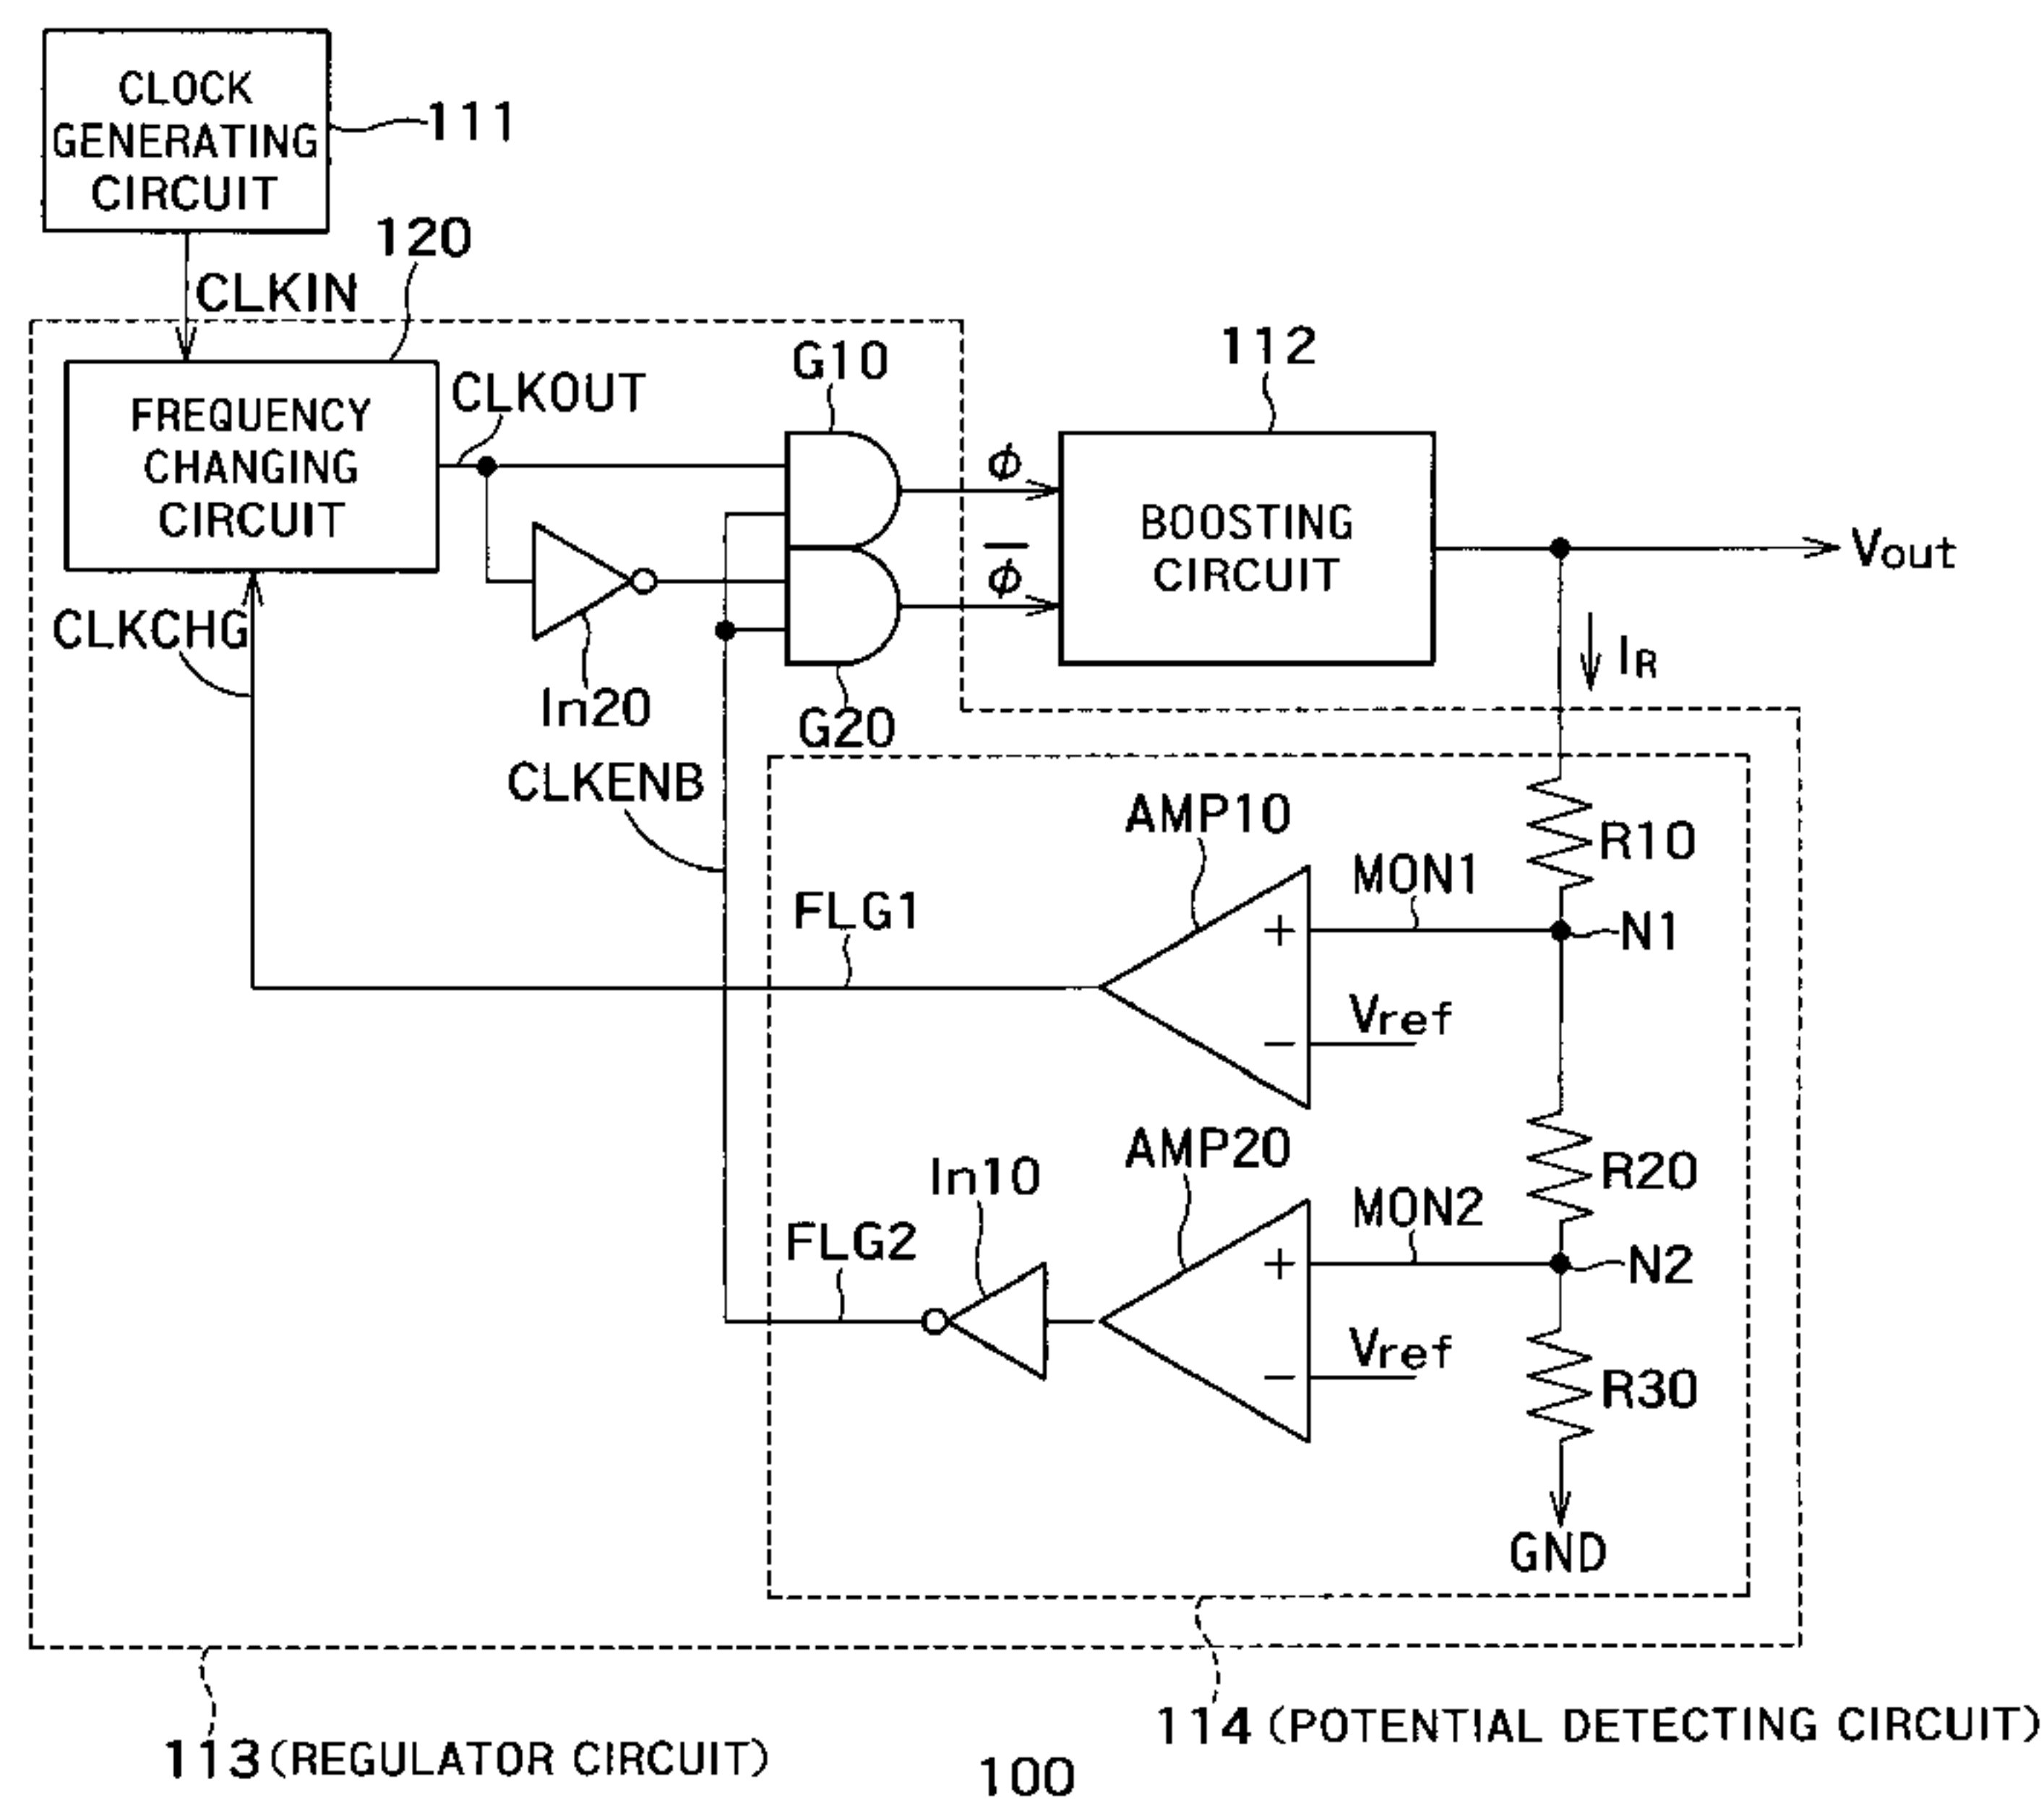 CLOCK
GENERATING
CIRCUIT
111
120
CLKIN
FREQUENCY
CHANGING
CIRCUIT
CLKOUT
G10
112
ϕ
BOOSTING
CIRCUIT
ϕ̅
Vout
CLKCHG
In20
G20
IR
CLKENB
AMP10
R10
MON1
FLG1
+
N1
Vref
−
AMP20
R20
In10
MON2
FLG2
+
N2
Vref
−
R30
GND
114 (POTENTIAL DETECTING CIRCUIT)
113 (REGULATOR CIRCUIT)
100